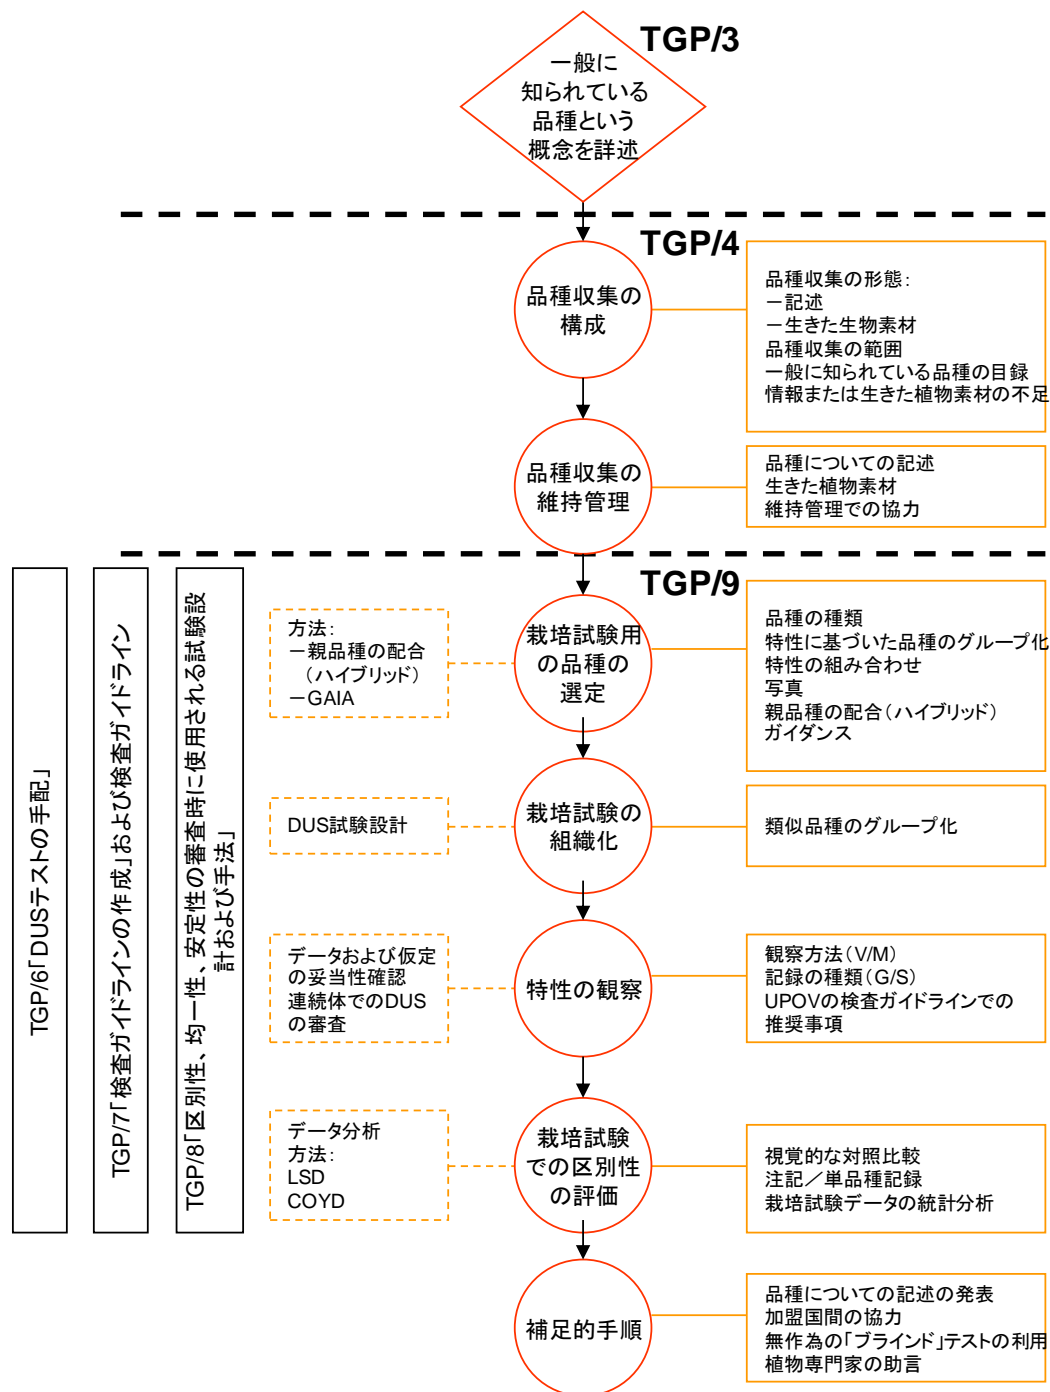 TGP/3
一般に
知られている
品種という
概念を詳述
TGP/4
品種収集の
構成
品種収集の形態：
－記述
－生きた生物素材
品種収集の範囲
一般に知られている品種の目録
情報または生きた植物素材の不足
品種収集の
維持管理
品種についての記述
生きた植物素材
維持管理での協力
TGP/9
TGP/6「DUSテストの手配」
TGP/7「検査ガイドラインの作成」および検査ガイドライン
TGP/8「区別性、均一性、安定性の審査時に使用される試験設
計および手法」
方法：
－親品種の配合
（ハイブリッド）
－GAIA
栽培試験用
の品種の
選定
品種の種類
特性に基づいた品種のグループ化
特性の組み合わせ
写真
親品種の配合（ハイブリッド）
ガイダンス
DUS試験設計
栽培試験の
組織化
類似品種のグループ化
データおよび仮定
の妥当性確認
連続体でのDUS
の審査
特性の観察
観察方法（V/M）
記録の種類（G/S）
UPOVの検査ガイドラインでの
推奨事項
データ分析
方法：
LSD
COYD
栽培試験
での区別性
の評価
視覚的な対照比較
注記／単品種記録
栽培試験データの統計分析
補足的手順
品種についての記述の発表
加盟国間の協力
無作為の「ブラインド」テストの利用
植物専門家の助言